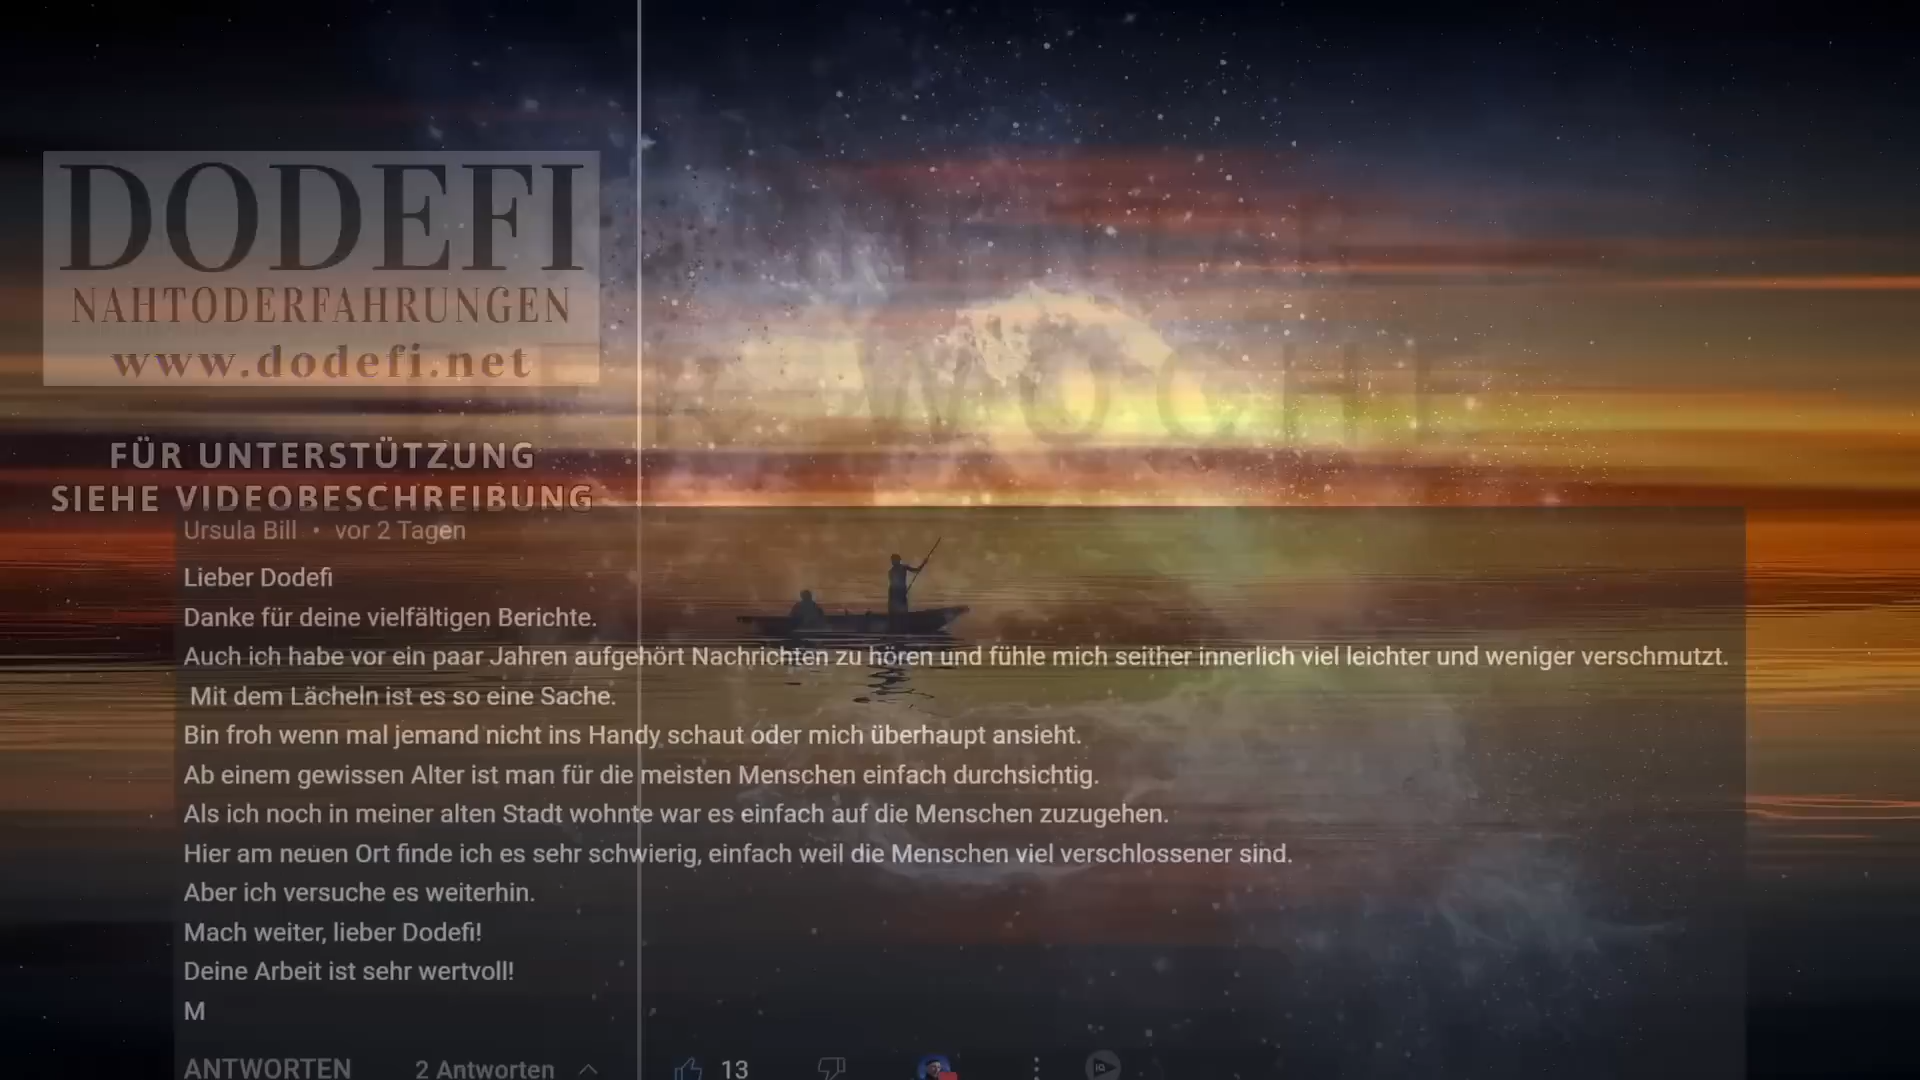 DODEFI
NAHTODERFAHRUNGEN
www.dodefi.net
DER WOCHE
FÜR UNTERSTÜTZUNG
SIEHE VIDEOBESCHREIBUNG
Ursula Bill • vor 2 Tagen
Lieber Dodefi
Danke für deine vielfältigen Berichte.
Auch ich habe vor ein paar Jahren aufgehört Nachrichten zu hören und fühle mich seither innerlich viel leichter und weniger verschmutzt.
Mit dem Lächeln ist es so eine Sache.
Bin froh wenn mal jemand nicht ins Handy schaut oder mich überhaupt ansieht.
Ab einem gewissen Alter ist man für die meisten Menschen einfach durchsichtig.
Als ich noch in meiner alten Stadt wohnte war es einfach auf die Menschen zuzugehen.
Hier am neuen Ort finde ich es sehr schwierig, einfach weil die Menschen viel verschlossener sind.
Aber ich versuche es weiterhin.
Mach weiter, lieber Dodefi!
Deine Arbeit ist sehr wertvoll!
M
ANTWORTEN 2 Antworten 13